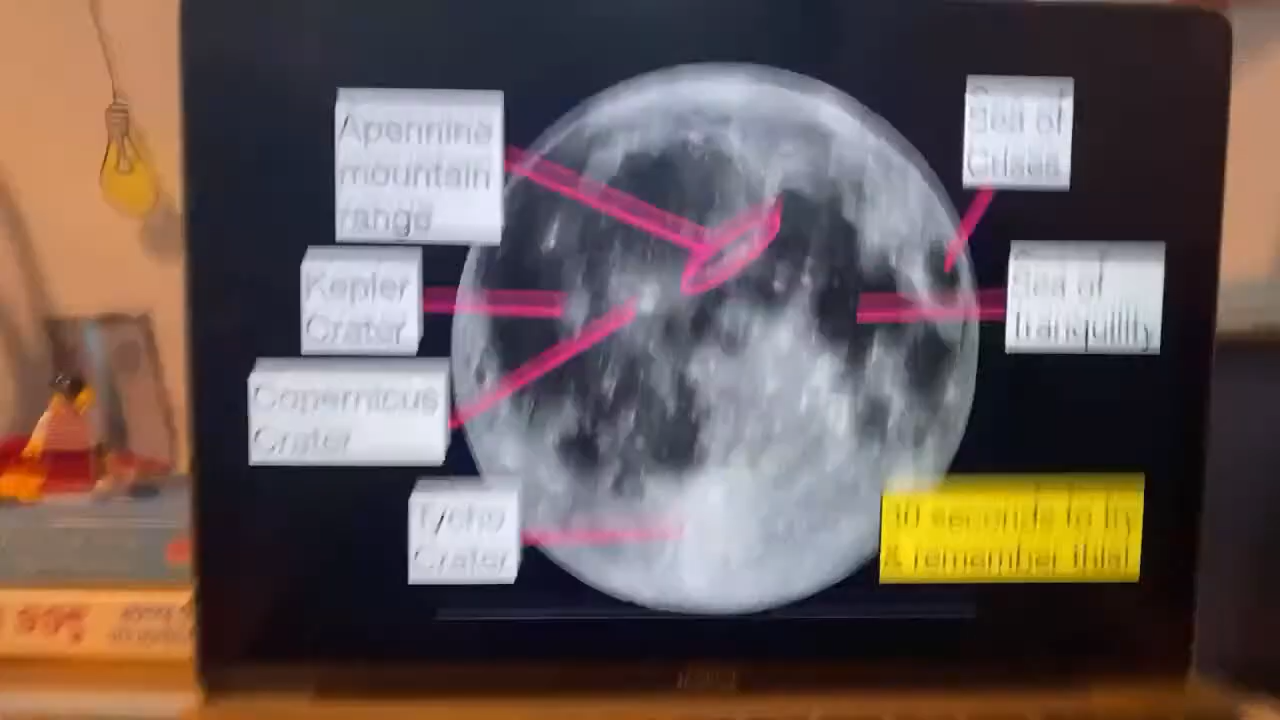 Apennine
mountain
range
Sea of
Crises
Kepler
Crater
Sea of
Tranquility
Copernicus
Crater
Tycho
Crater
10 seconds to try
& remember this!